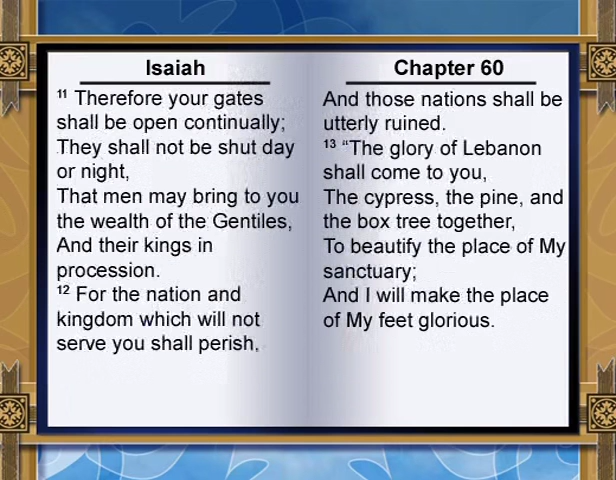 Isaiah
¹¹ Therefore your gates
shall be open continually;
They shall not be shut day
or night,
That men may bring to you
the wealth of the Gentiles,
And their kings in
procession.
¹² For the nation and
kingdom which will not
serve you shall perish,
Chapter 60
And those nations shall be
utterly ruined.
¹³ “The glory of Lebanon
shall come to you,
The cypress, the pine, and
the box tree together,
To beautify the place of My
sanctuary;
And I will make the place
of My feet glorious.